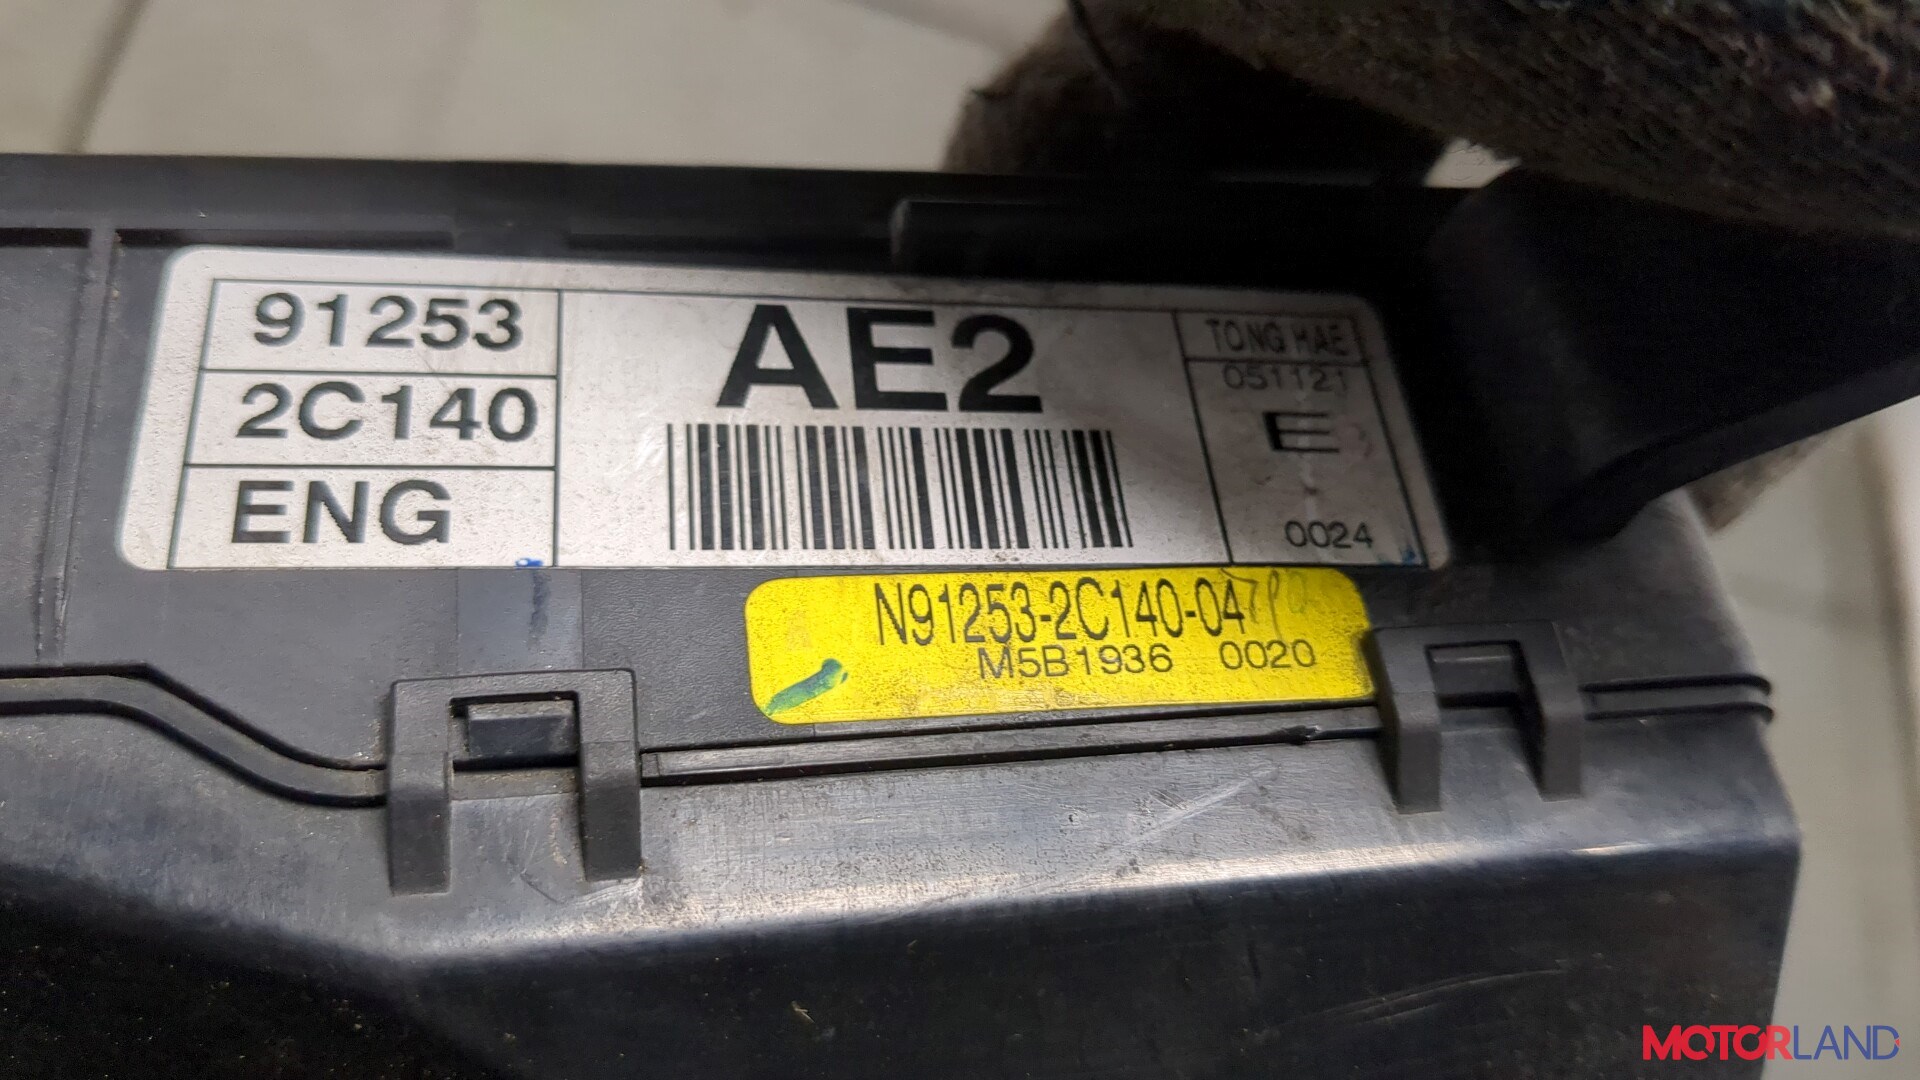 91253
2C140
ENG
AE2
TONG HAE
051121
E
0024
N91253-2C140-04
M5B1936 0020
MOTORLAND